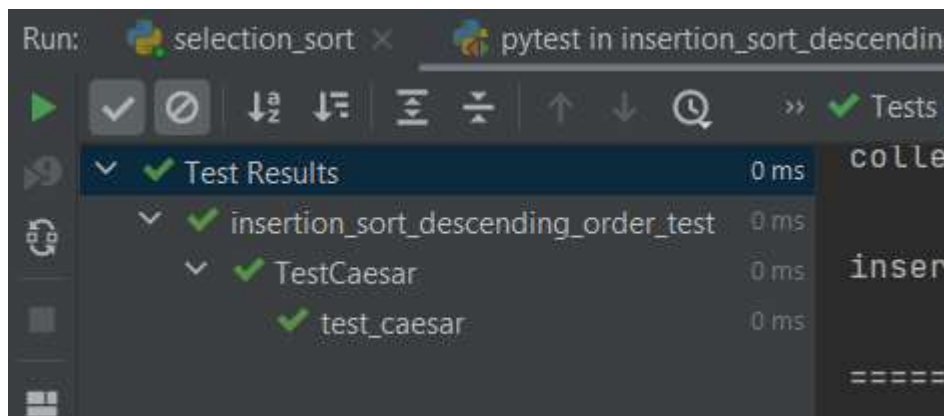 Run: selection_sort pytest in insertion_sort_descendin
Tests
Test Results 0 ms
colle
insertion_sort_descending_order_test 0 ms
TestCaesar 0 ms
inser
test_caesar 0 ms
=====